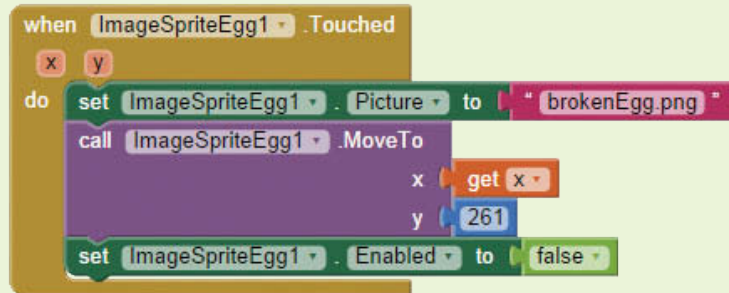 when ImageSpriteEgg1 .Touched
x y
do set ImageSpriteEgg1 . Picture to " brokenEgg.png "
call ImageSpriteEgg1 .MoveTo
x get x
y 261
set ImageSpriteEgg1 . Enabled to false